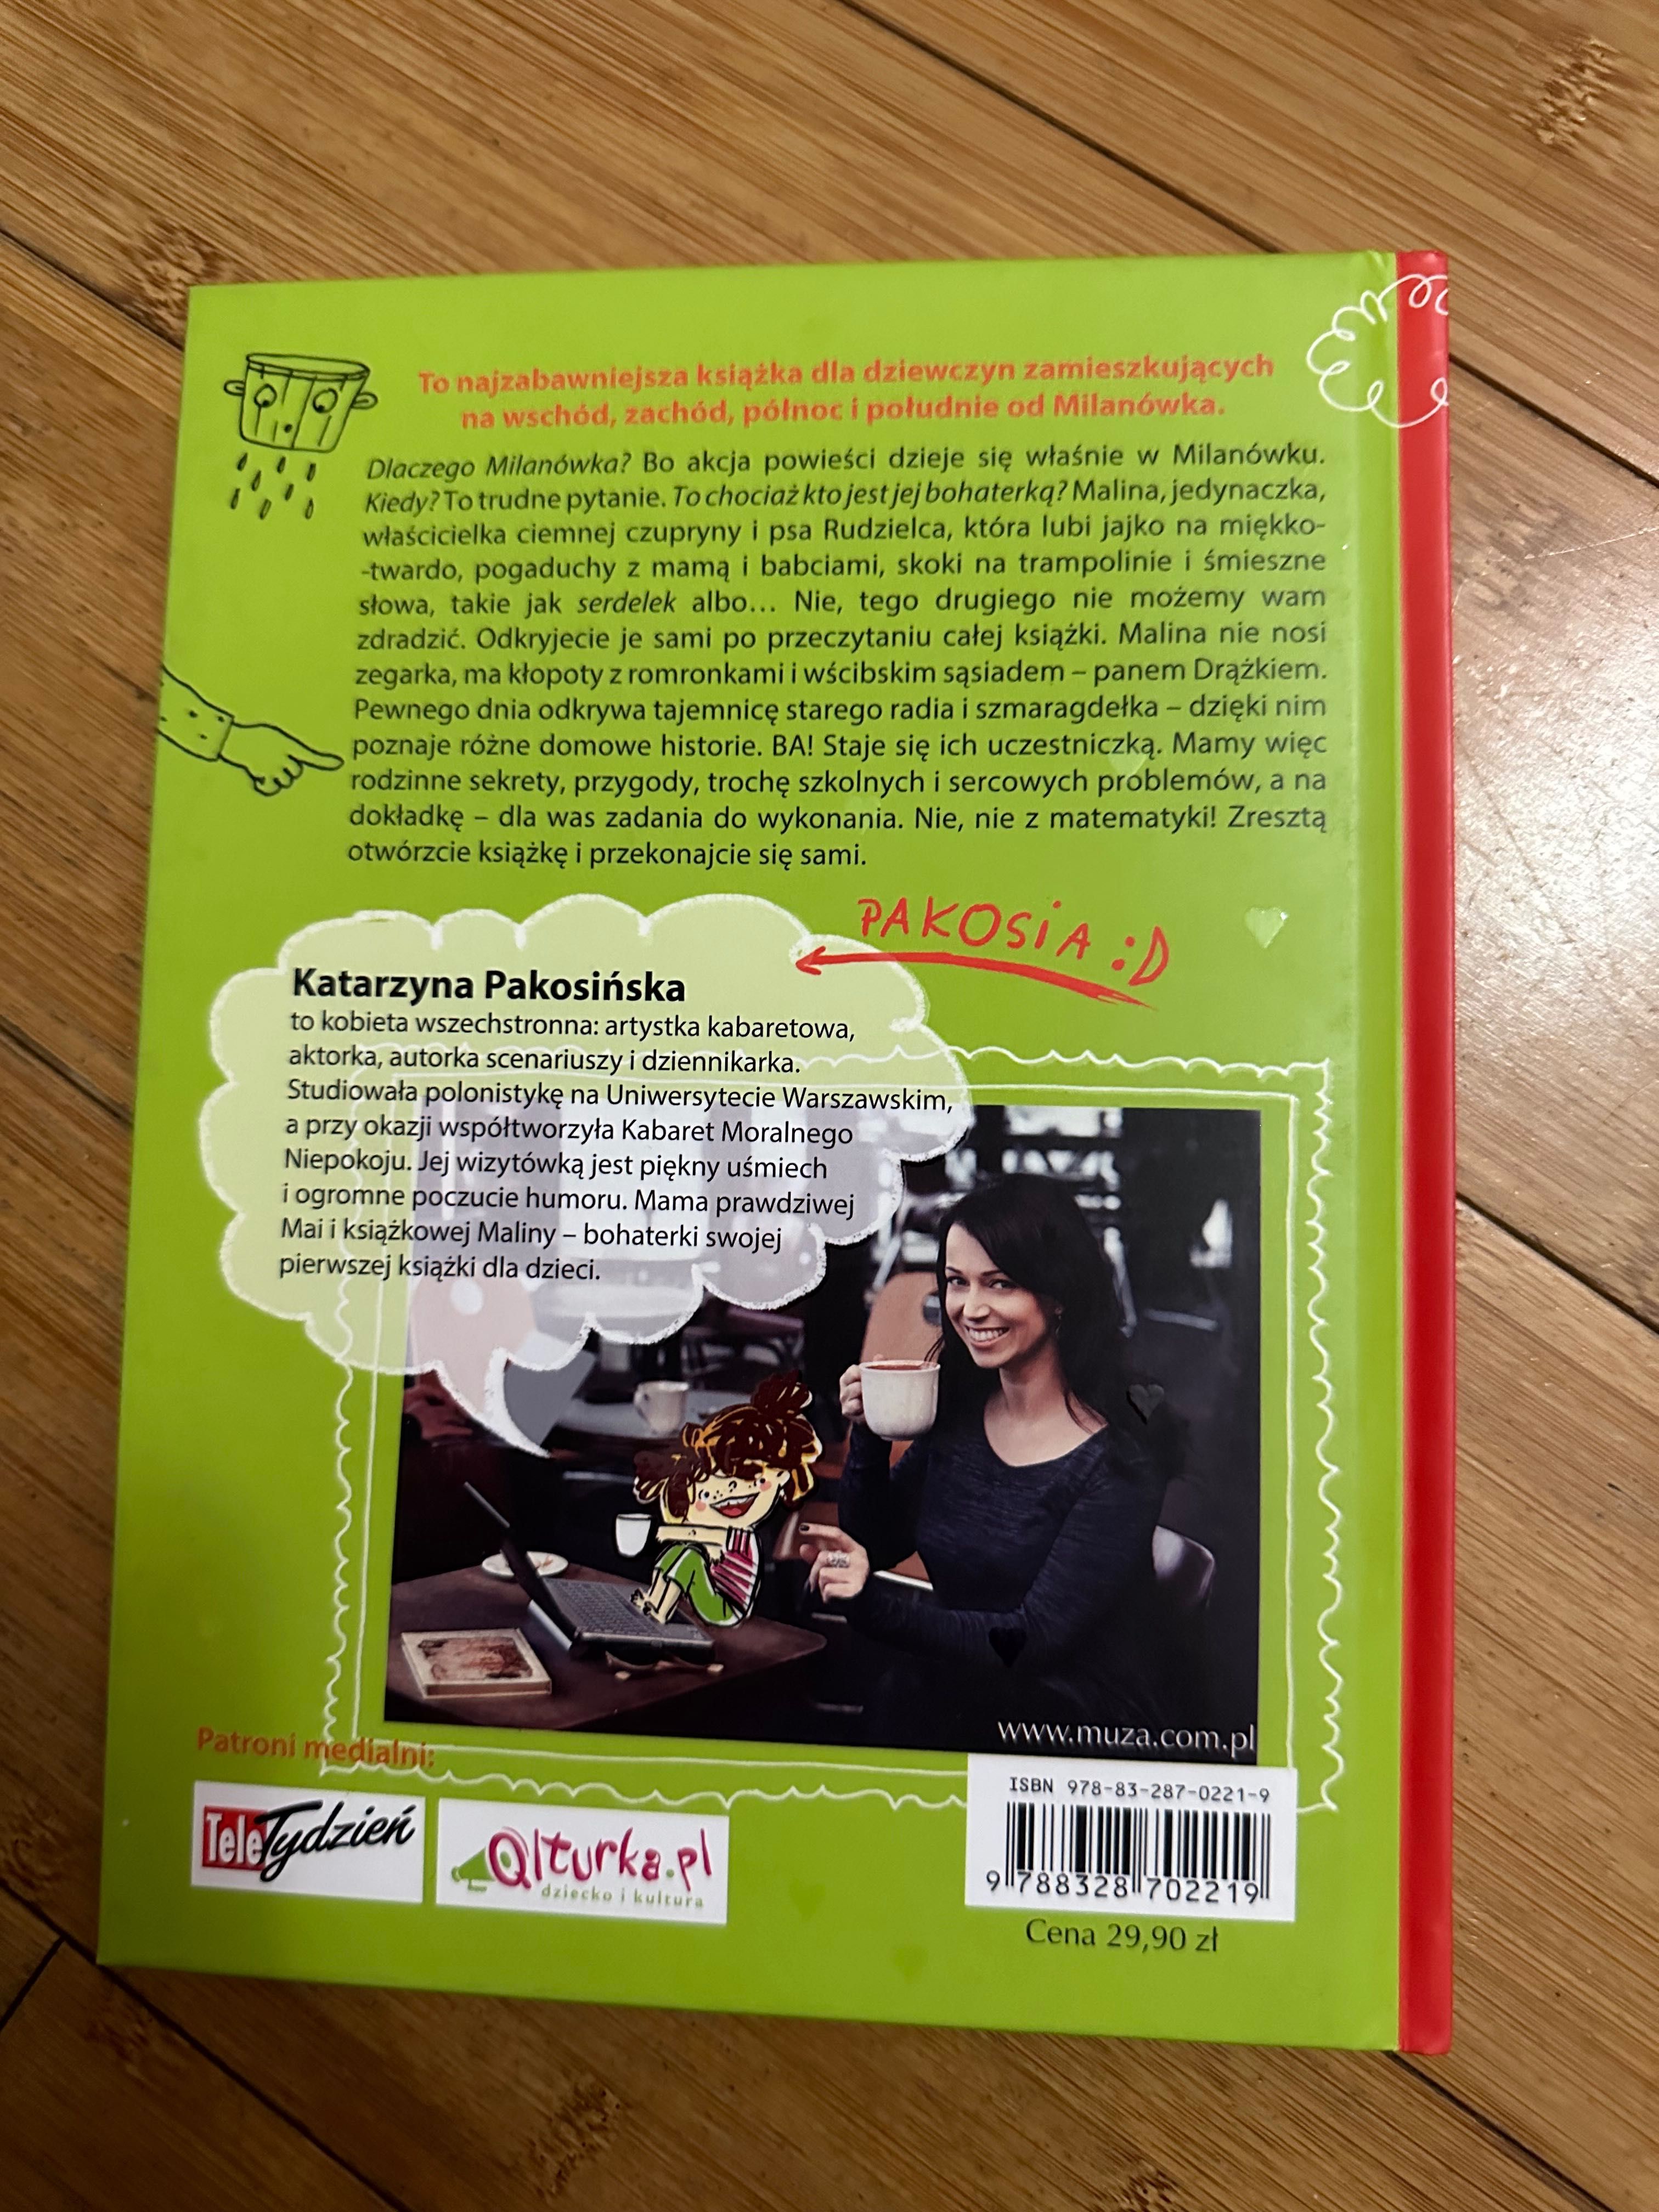 To najzabawniejsza książka dla dziewczyn zamieszkujących
na wschód, zachód, północ i południe od Milanówka.
Dlaczego Milanówka? Bo akcja powieści dzieje się właśnie w Milanówku.
Kiedy? To trudne pytanie. To chociaż kto jest jej bohaterką? Malina, jedynaczka,
właścicielka ciemnej czupryny i psa Rudzielca, która lubi jajko na miękko-
-twardo, pogaduchy z mamą i babciami, skoki na trampolinie i śmieszne
słowa, takie jak serdelek albo... Nie, tego drugiego nie możemy wam
zdradzić. Odkryjecie je sami po przeczytaniu całej książki. Malina nie nosi
zegarka, ma kłopoty z romronkami i wścibskim sąsiadem – panem Drążkiem.
Pewnego dnia odkrywa tajemnicę starego radia i szmaragdełka – dzięki nim
poznaje różne domowe historie. BA! Staje się ich uczestniczką. Mamy więc
rodzinne sekrety, przygody, trochę szkolnych i sercowych problemów, a na
dokładkę – dla was zadania do wykonania. Nie, nie z matematyki! Zresztą
otwórzcie książkę i przekonajcie się sami.
PAKOSiA :D
Katarzyna Pakosińska
to kobieta wszechstronna: artystka kabaretowa,
aktorka, autorka scenariuszy i dziennikarka.
Studiowała polonistykę na Uniwersytecie Warszawskim,
a przy okazji współtworzyła Kabaret Moralnego
Niepokoju. Jej wizytówką jest piękny uśmiech
i ogromne poczucie humoru. Mama prawdziwej
Mai i książkowej Maliny – bohaterki swojej
pierwszej książki dla dzieci.
www.muza.com.pl
Patroni medialni:
TeleTydzień
Qlturka.pl
dziecko i kultura
ISBN 978-83-287-0221-9
9 788328 702219
Cena 29,90 zł